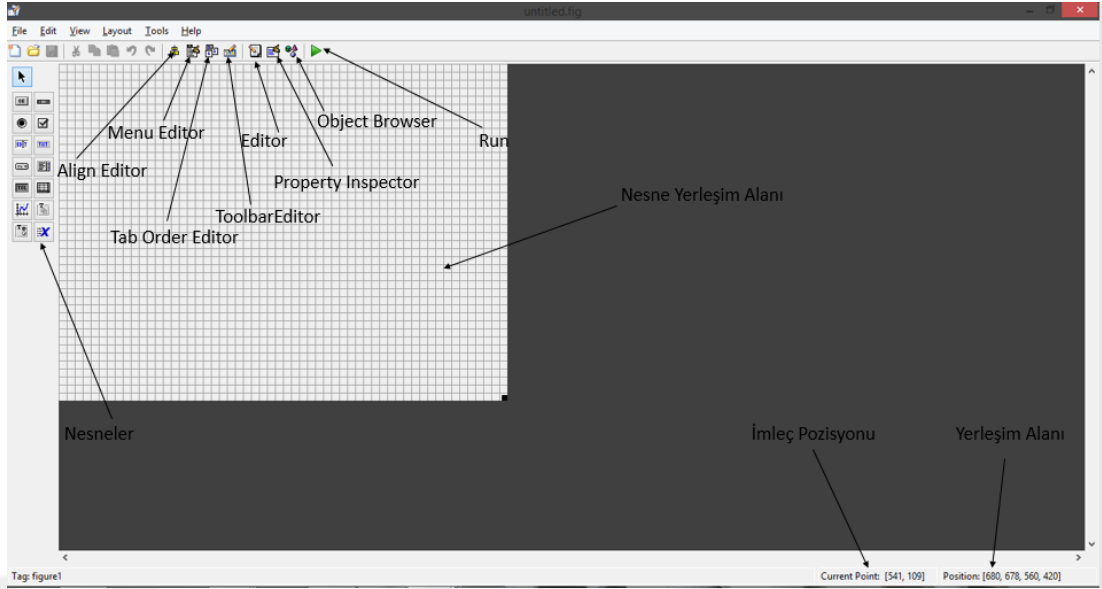 untitled.fig
File Edit View Layout Tools Help
Object Browser
Menu Editor
Editor
Run
Align Editor
Property Inspector
Nesne Yerleşim Alanı
ToolbarEditor
Tab Order Editor
Nesneler
İmleç Pozisyonu
Yerleşim Alanı
Tag: figure1
Current Point: [541, 109]
Position: [680, 678, 560, 420]